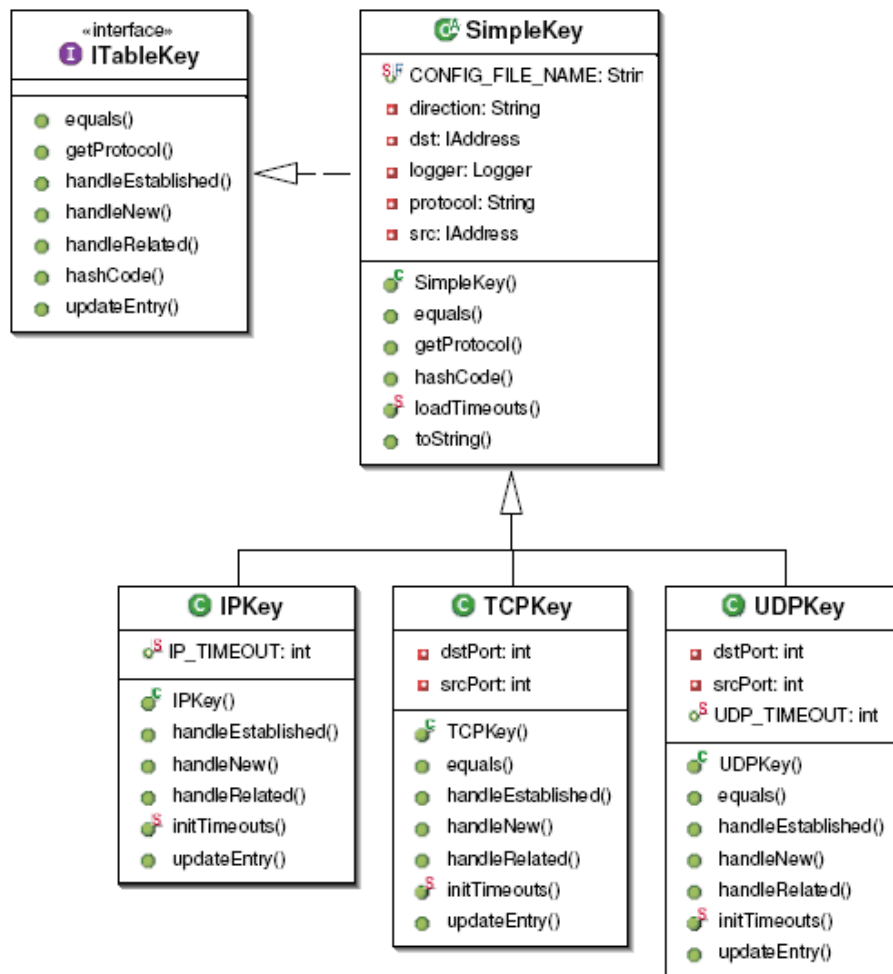 «interface»
I ITableKey
equals()
getProtocol()
handleEstablished()
handleNew()
handleRelated()
hashCode()
updateEntry()
C A SimpleKey
S F CONFIG_FILE_NAME: Strin
direction: String
dst: IAddress
logger: Logger
protocol: String
src: IAddress
C SimpleKey()
equals()
getProtocol()
hashCode()
S loadTimeouts()
toString()
C IPKey
S IP_TIMEOUT: int
C IPKey()
handleEstablished()
handleNew()
handleRelated()
S initTimeouts()
updateEntry()
C TCPKey
dstPort: int
srcPort: int
C TCPKey()
equals()
handleEstablished()
handleNew()
handleRelated()
S initTimeouts()
updateEntry()
C UDPKey
dstPort: int
srcPort: int
S UDP_TIMEOUT: int
C UDPKey()
equals()
handleEstablished()
handleNew()
handleRelated()
S initTimeouts()
updateEntry()